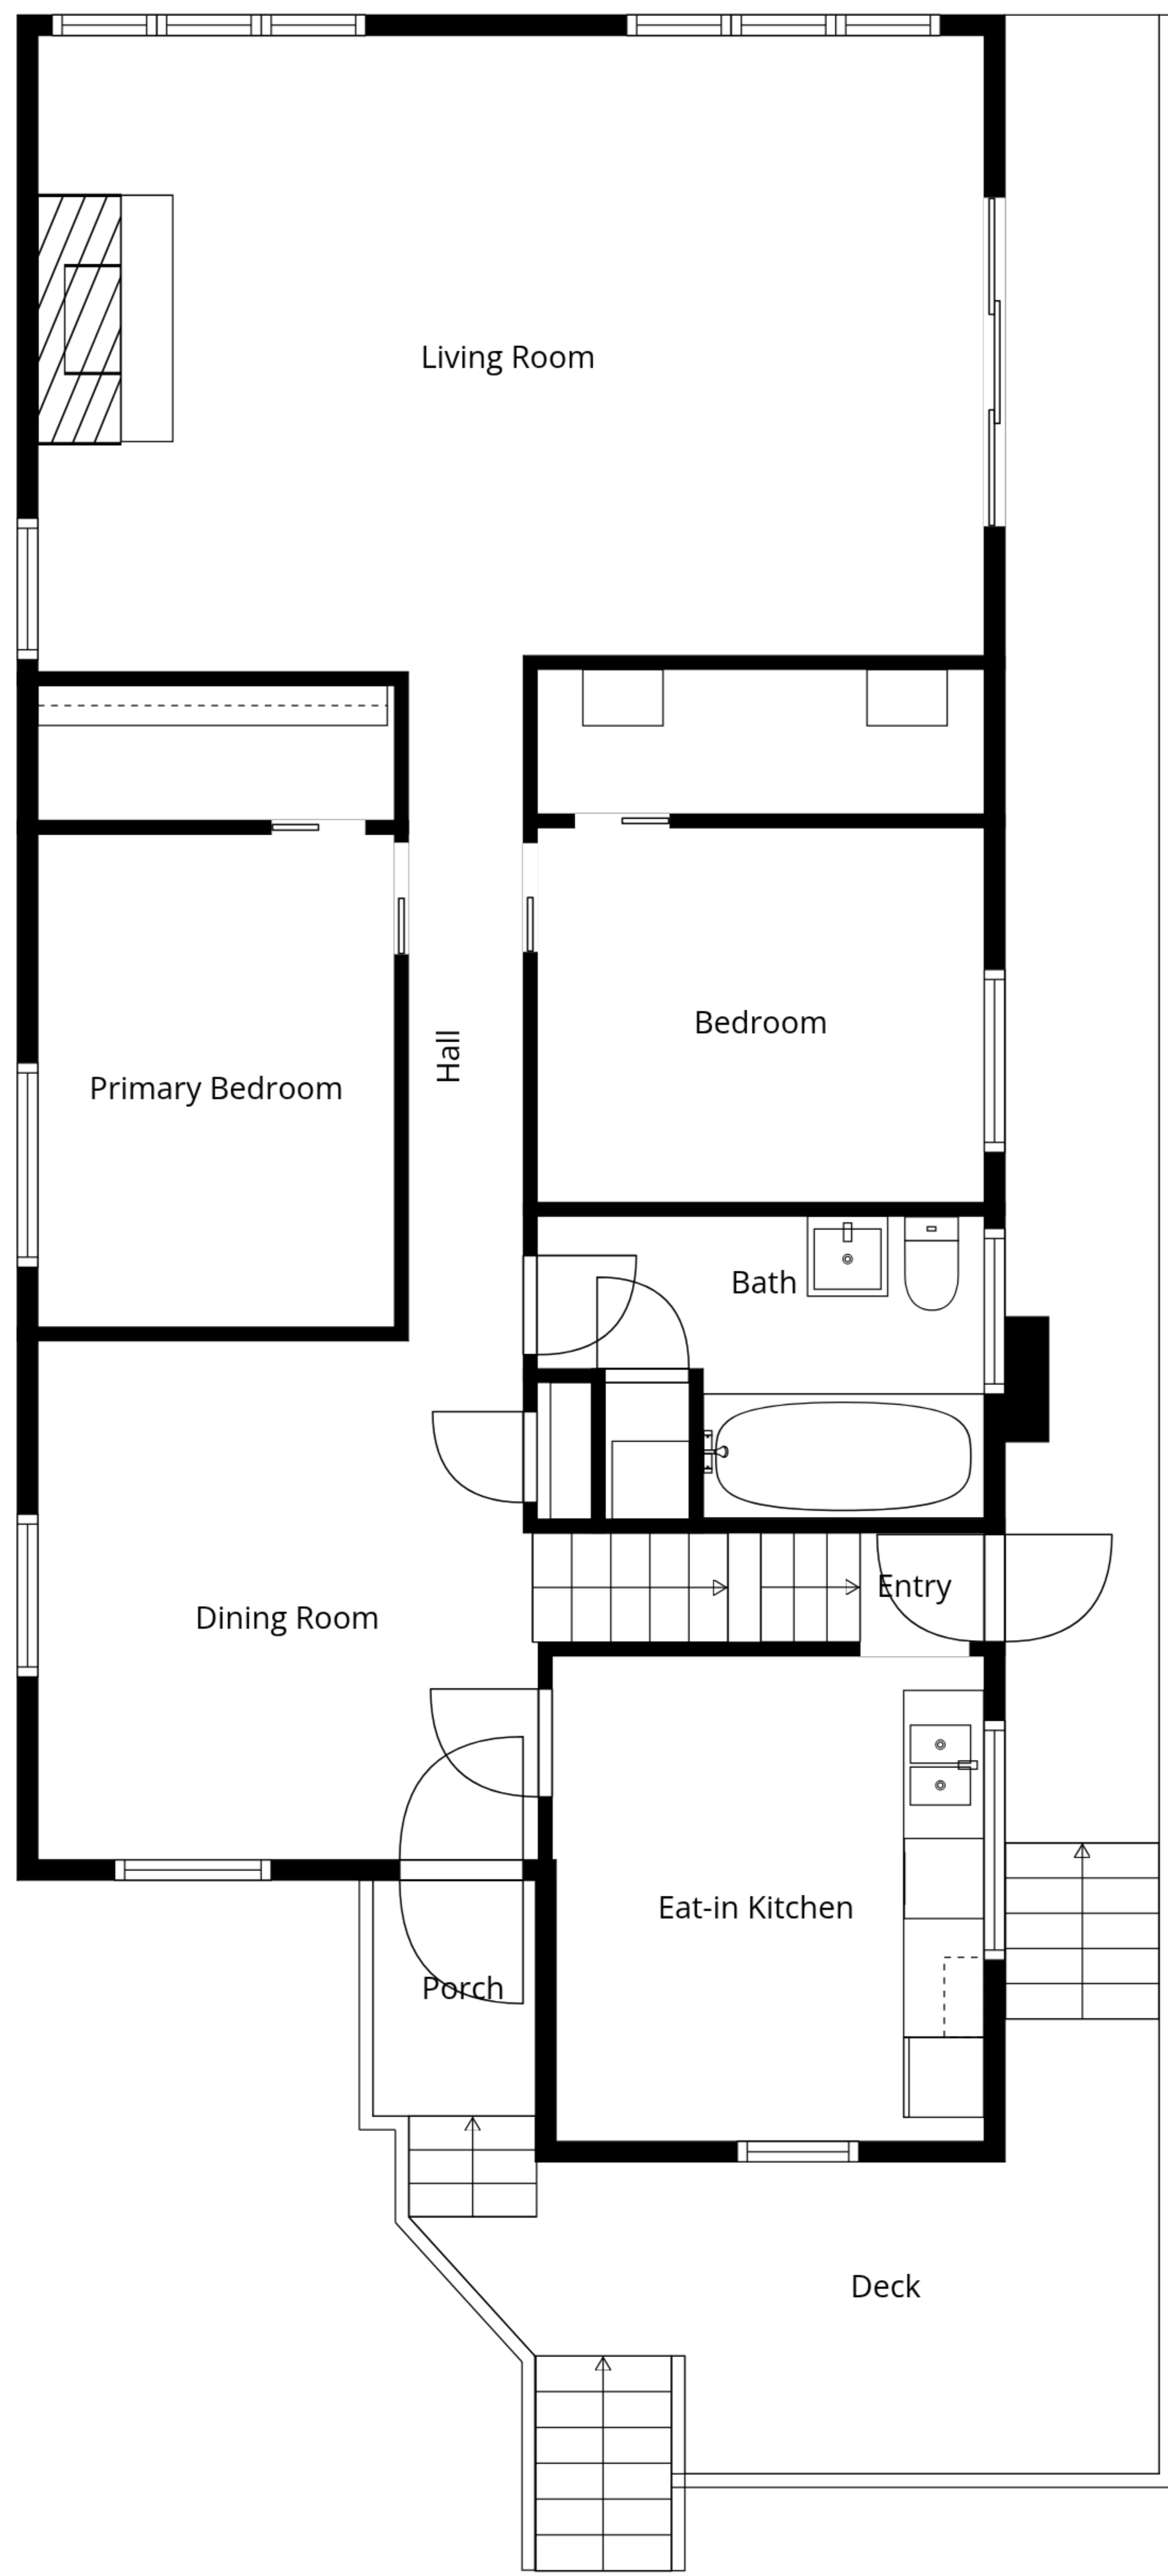 Living Room
Hall
Bedroom
Primary Bedroom
Bath
Entry
Dining Room
Eat-in Kitchen
Porch
Deck